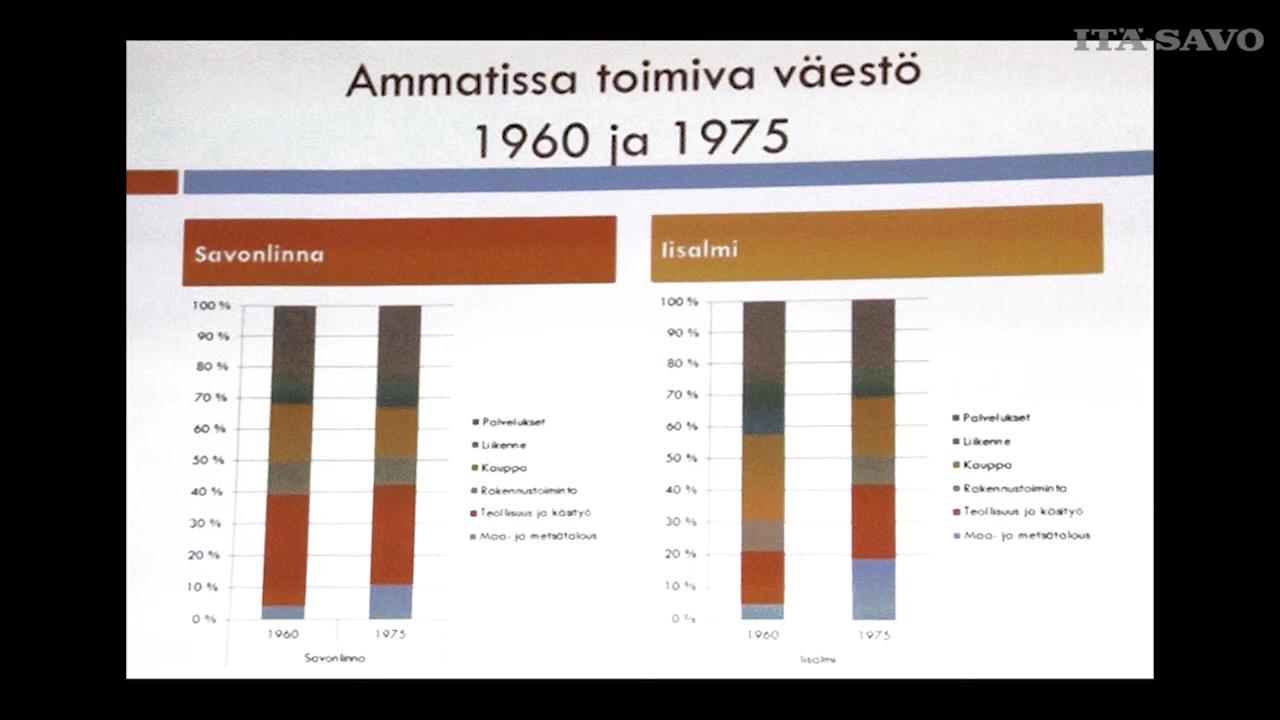 ITÄ-SAVO
Ammatissa toimiva väestö
1960 ja 1975
Savonlinna
Iisalmi
100 %
90 %
80 %
70 %
60 %
50 %
40 %
30 %
20 %
10 %
0 %
1960
1975
Savonlinna
Palvelukset
Liikenne
Kauppa
Rakennustoiminta
Teollisuus ja käsityö
Maa- ja metsätalous
100 %
90 %
80 %
70 %
60 %
50 %
40 %
30 %
20 %
10 %
0 %
1960
1975
Iisalmi
Palvelukset
Liikenne
Kauppa
Rakennustoiminta
Teollisuus ja käsityö
Maa- ja metsätalous